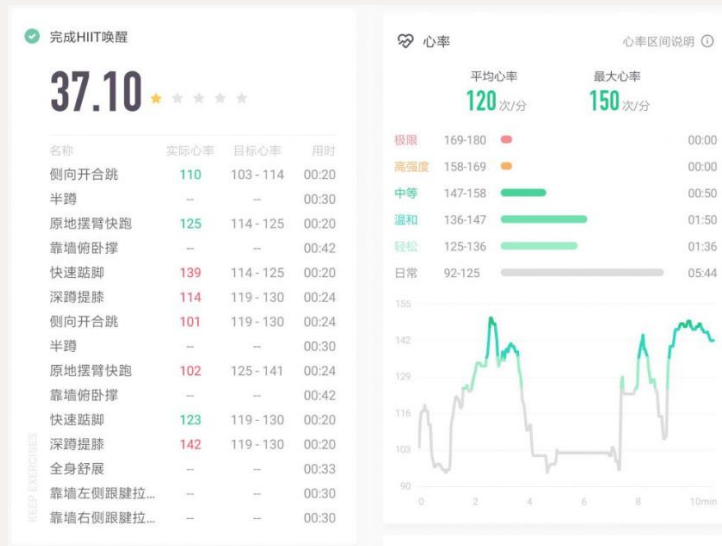 完成HIIT唤醒
37.10
名称 实际心率 目标心率 用时
侧向开合跳 110 103 - 114 00:20
半蹲 -- -- 00:30
原地摆臂快跑 125 114 - 125 00:20
靠墙俯卧撑 -- -- 00:42
快速踮脚 139 114 - 125 00:20
深蹲提膝 114 119 - 130 00:24
侧向开合跳 101 119 - 130 00:24
半蹲 -- -- 00:30
原地摆臂快跑 102 125 - 141 00:24
靠墙俯卧撑 -- -- 00:42
快速踮脚 123 119 - 130 00:20
深蹲提膝 142 119 - 130 00:20
全身舒展 -- -- 00:33
靠墙左侧跟腱拉... -- -- 00:30
靠墙右侧跟腱拉... -- -- 00:30
KEEP EXERCISES
心率 心率区间说明
平均心率 最大心率
120次/分 150次/分
极限 169-180 00:00
高强度 158-169 00:00
中等 147-158 00:50
温和 136-147 01:50
轻松 125-136 01:36
日常 92-125 05:44
155
142
129
116
103
90
0 2 4 6 8 10min